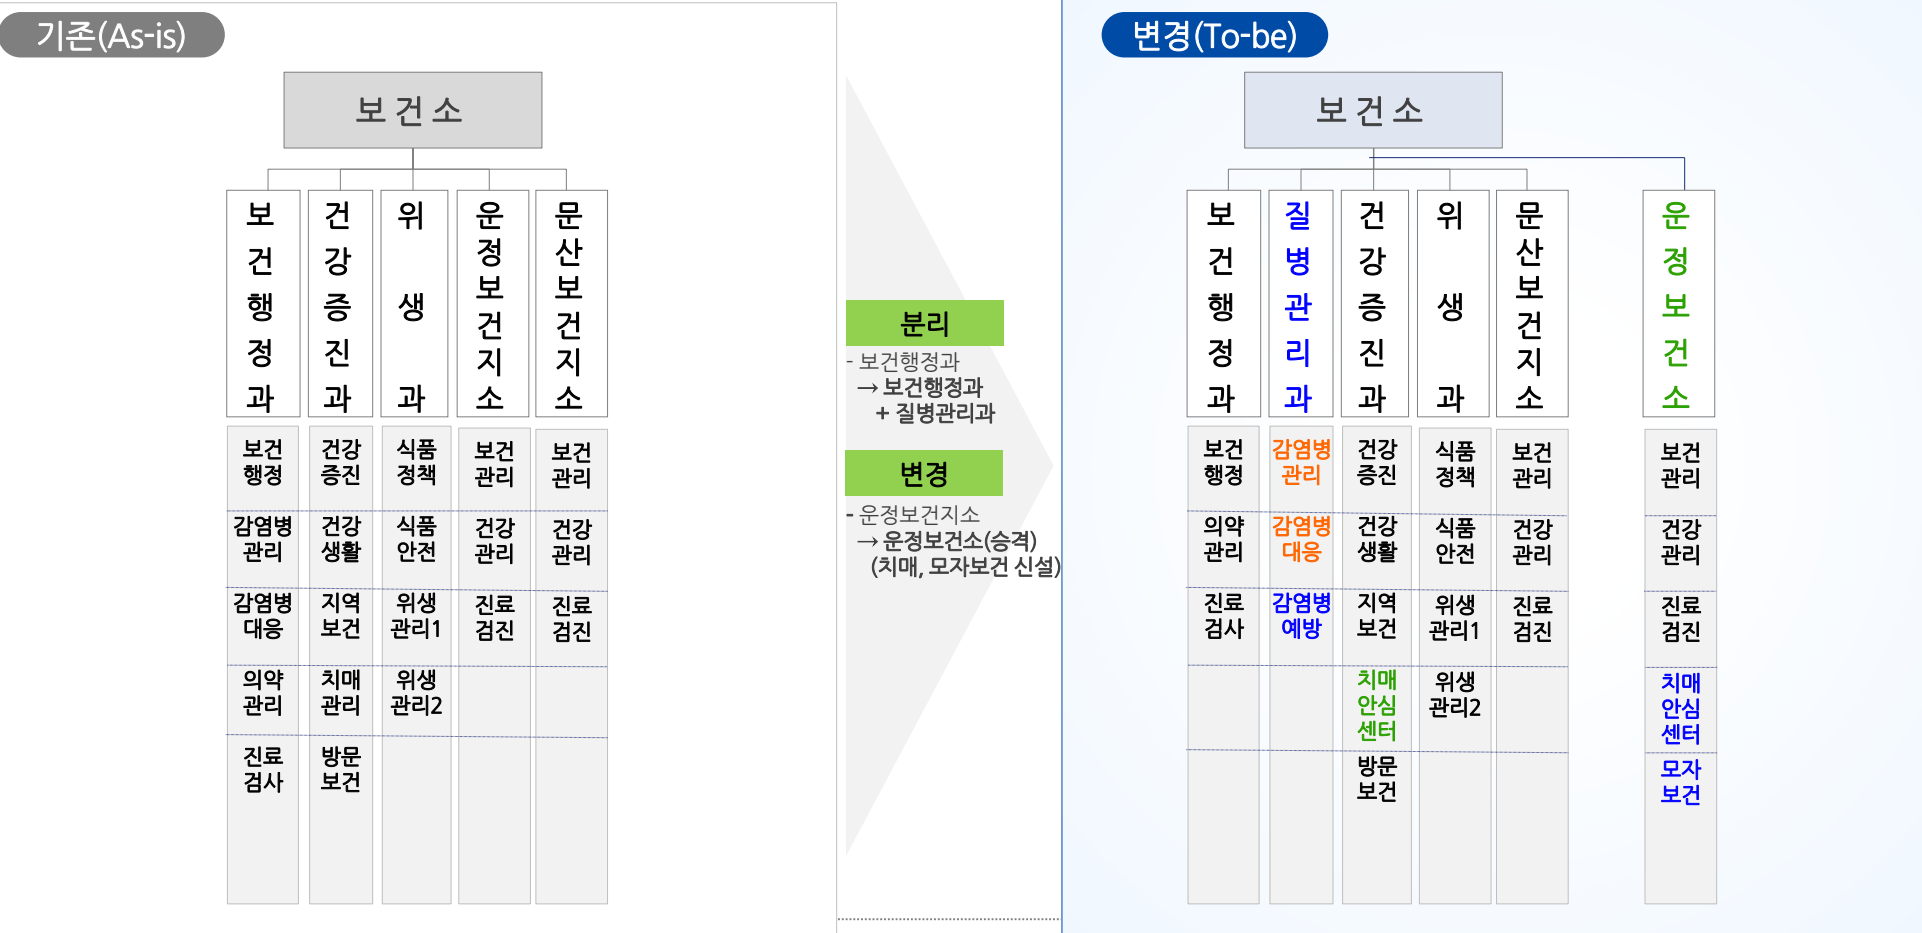 기존(As-is)
보 건 소
보건행정과
건강증진과
위생과
운정보건지소
문산보건지소
보건
행정
감염병
관리
감염병
대응
의약
관리
진료
검사
건강
증진
건강
생활
지역
보건
치매
관리
방문
보건
식품
정책
식품
안전
위생
관리1
위생
관리2
보건
관리
건강
관리
진료
검진
보건
관리
건강
관리
진료
검진
분리
- 보건행정과
→ 보건행정과
+ 질병관리과
변경
- 운정보건지소
→ 운정보건소(승격)
(치매, 모자보건 신설)
변경(To-be)
보 건 소
보건행정과
질병관리과
건강증진과
위생과
문산보건지소
운정보건소
보건
행정
의약
관리
진료
검사
감염병
관리
감염병
대응
감염병
예방
건강
증진
건강
생활
지역
보건
치매
안심
센터
방문
보건
식품
정책
식품
안전
위생
관리1
위생
관리2
보건
관리
건강
관리
진료
검진
보건
관리
건강
관리
진료
검진
치매
안심
센터
모자
보건